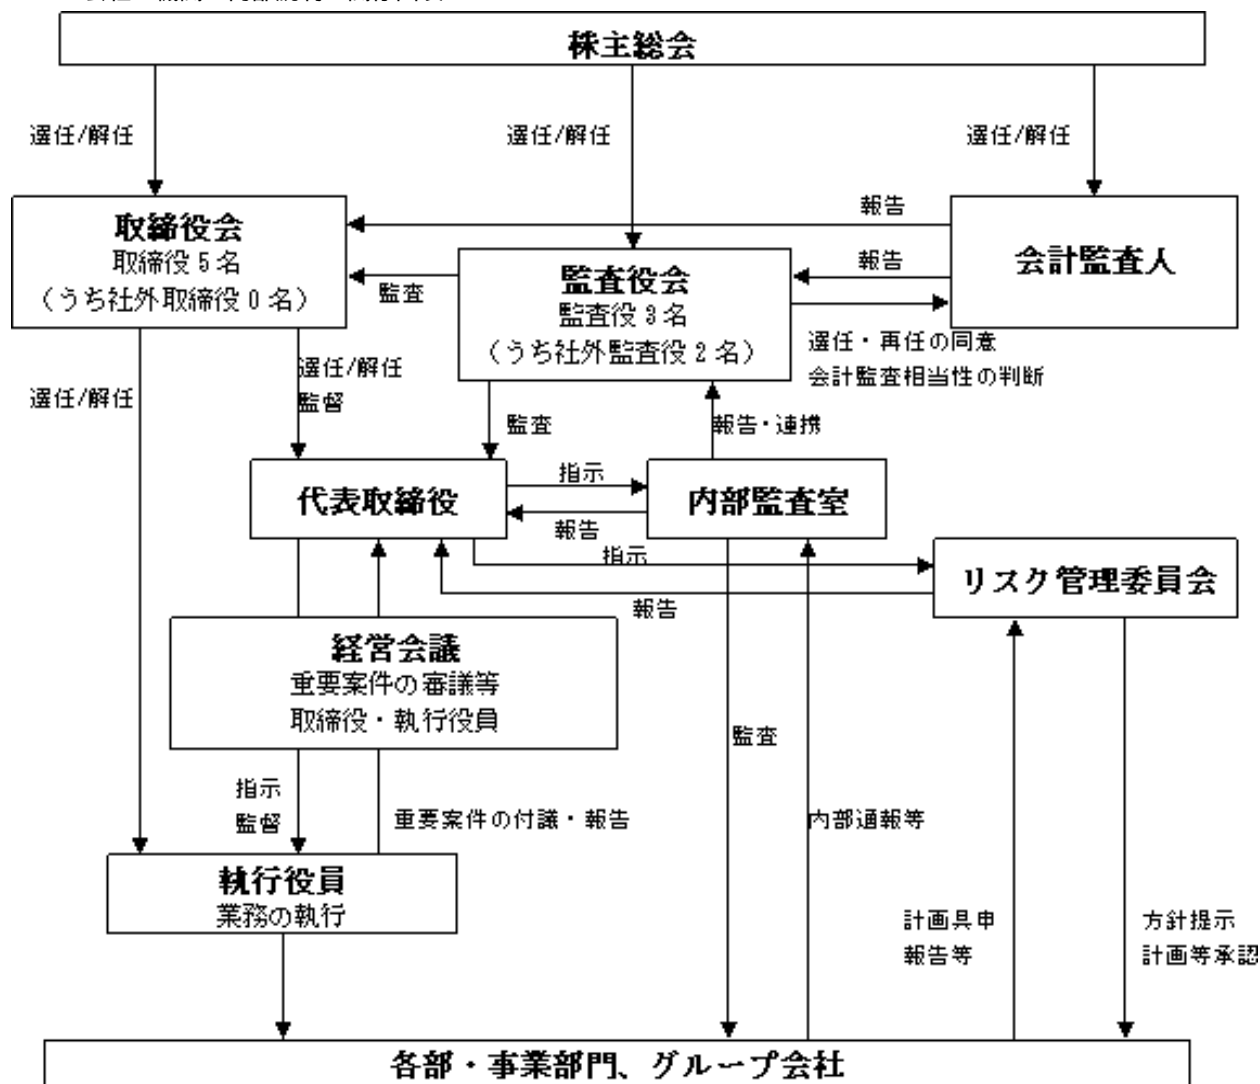 株主総会
選任/解任
選任/解任
選任/解任
取締役会
取締役5名
（うち社外取締役0名）
報告
会計監査人
監査
監査役会
監査役3名
（うち社外監査役2名）
報告
選任・再任の同意
会計監査相当性の判断
選任/解任
選任/解任
監督
監査
報告・連携
代表取締役
指示
報告
内部監査室
指示
報告
リスク管理委員会
経営会議
重要案件の審議等
取締役・執行役員
監査
指示
監督
重要案件の付議・報告
内部通報等
執行役員
業務の執行
計画具申
報告等
方針提示
計画等承認
各部・事業部門、グループ会社